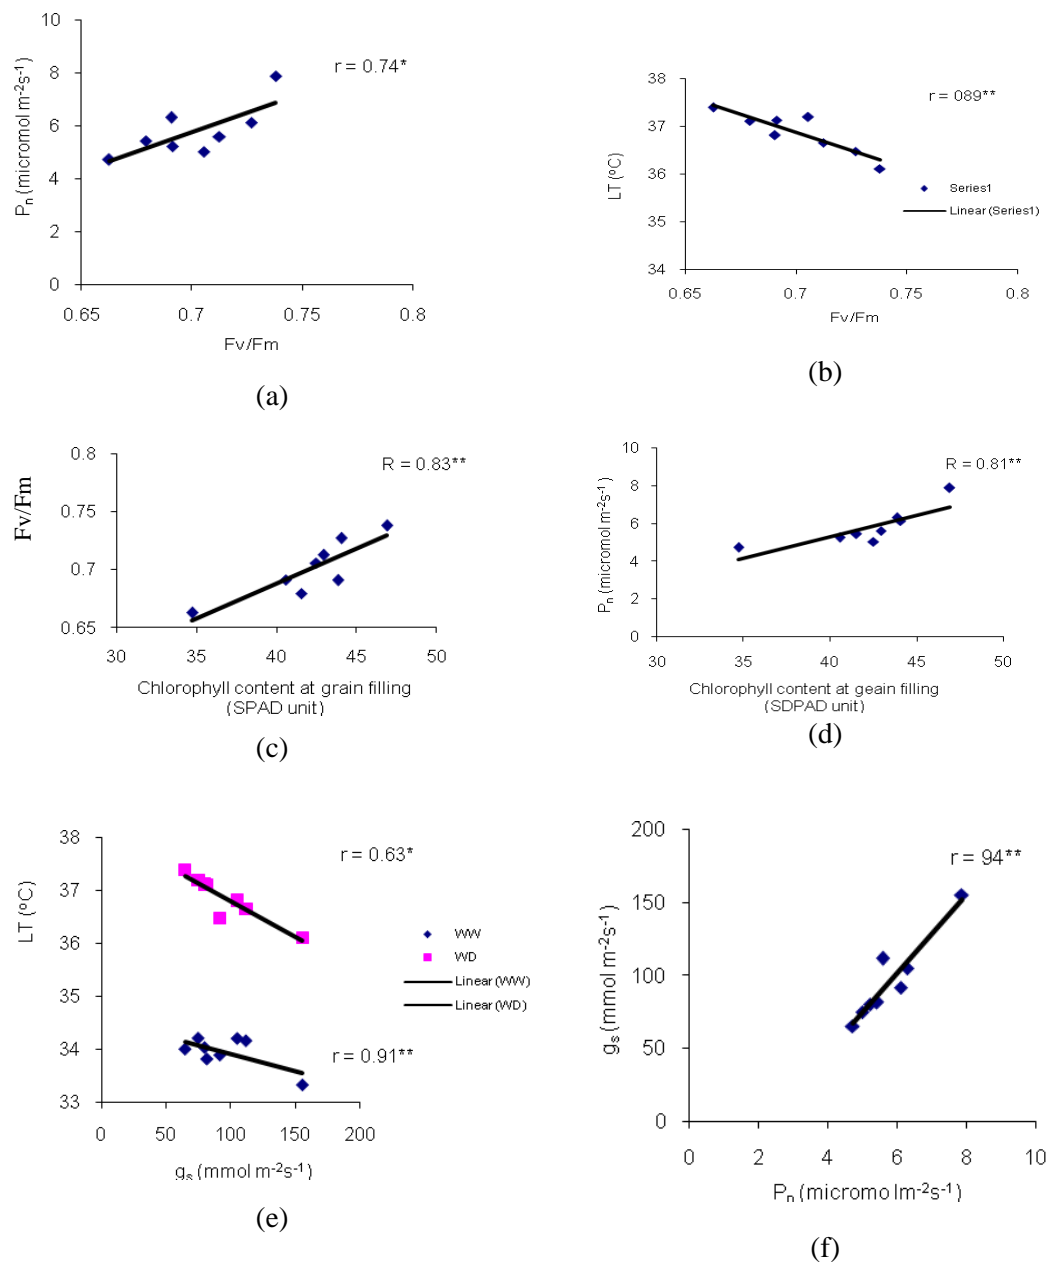 10
8
6
4
2
0
P_n (micromol m⁻²s⁻¹)
r = 0.74*
0.65 0.7 0.75 0.8
Fv/Fm
(a)
38
37
36
35
34
LT (ºC)
r = 089**
Series1
Linear (Series1)
0.65 0.7 0.75 0.8
Fv/Fm
(b)
0.8
0.75
0.7
0.65
Fv/Fm
R = 0.83**
30 35 40 45 50
Chlorophyll content at grain filling
(SPAD unit)
(c)
10
8
6
4
2
0
P_n (micromol m⁻²s⁻¹)
R = 0.81**
30 35 40 45 50
Chlorophyll content at geain filling
(SDPAD unit)
(d)
38
37
36
35
34
33
LT (ºC)
r = 0.63*
WW
WD
Linear (WW)
Linear (WD)
r = 0.91**
0 50 100 150 200
g_s (mmol m⁻²s⁻¹)
(e)
200
150
100
50
0
g_s (mmol m⁻²s⁻¹)
r = 94**
0 2 4 6 8 10
P_n (micromo lm⁻²s⁻¹)
(f)